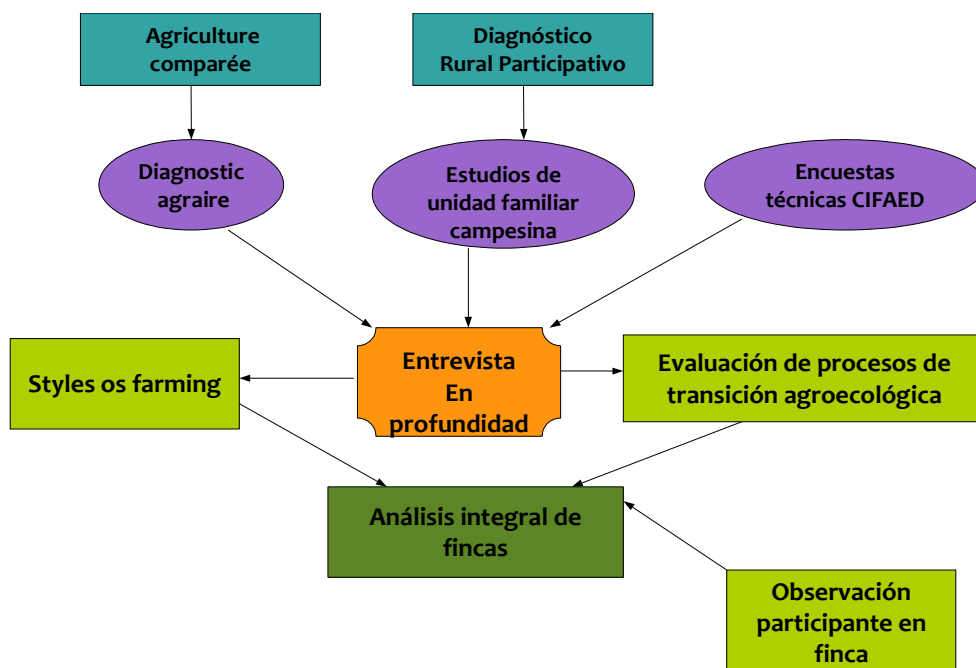 Agriculture
comparée
Diagnóstico
Rural Participativo
Diagnostic
agraire
Estudios de
unidad familiar
campesina
Encuestas
técnicas CIFAED
Styles os farming
Entrevista
En
profundidad
Evaluación de procesos de
transición agroecológica
Análisis integral de
fincas
Observación
participante en
finca